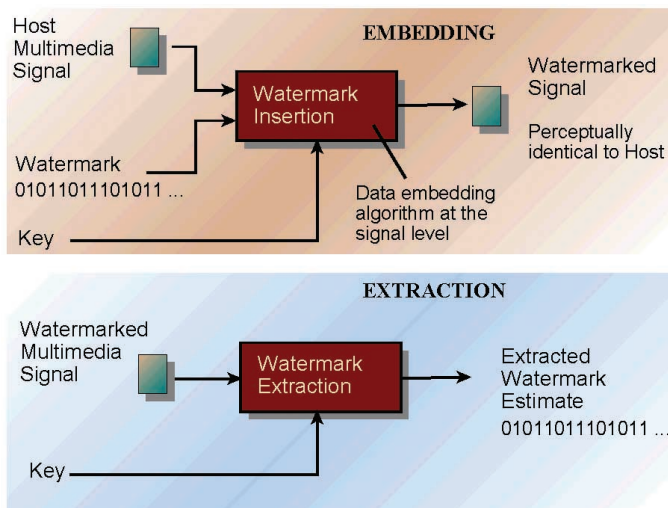 EMBEDDING
Host
Multimedia
Signal
Watermark
Insertion
Watermarked
Signal
Perceptually
identical to Host
Watermark
01011011101011 ...
Data embedding
algorithm at the
signal level
Key
EXTRACTION
Watermarked
Multimedia
Signal
Watermark
Extraction
Extracted
Watermark
Estimate
01011011101011 ...
Key